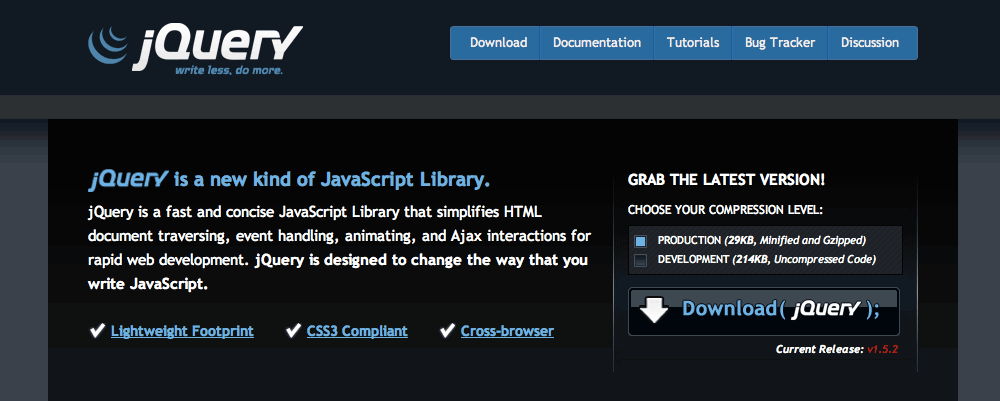 jQuery
write less, do more.
Download Documentation Tutorials Bug Tracker Discussion
jQuery is a new kind of JavaScript Library.
jQuery is a fast and concise JavaScript Library that simplifies HTML
document traversing, event handling, animating, and Ajax interactions for
rapid web development. jQuery is designed to change the way that you
write JavaScript.
Lightweight Footprint CSS3 Compliant Cross-browser
GRAB THE LATEST VERSION!
CHOOSE YOUR COMPRESSION LEVEL:
PRODUCTION (29KB, Minified and Gzipped)
DEVELOPMENT (214KB, Uncompressed Code)
Download( jQuery );
Current Release: v1.5.2